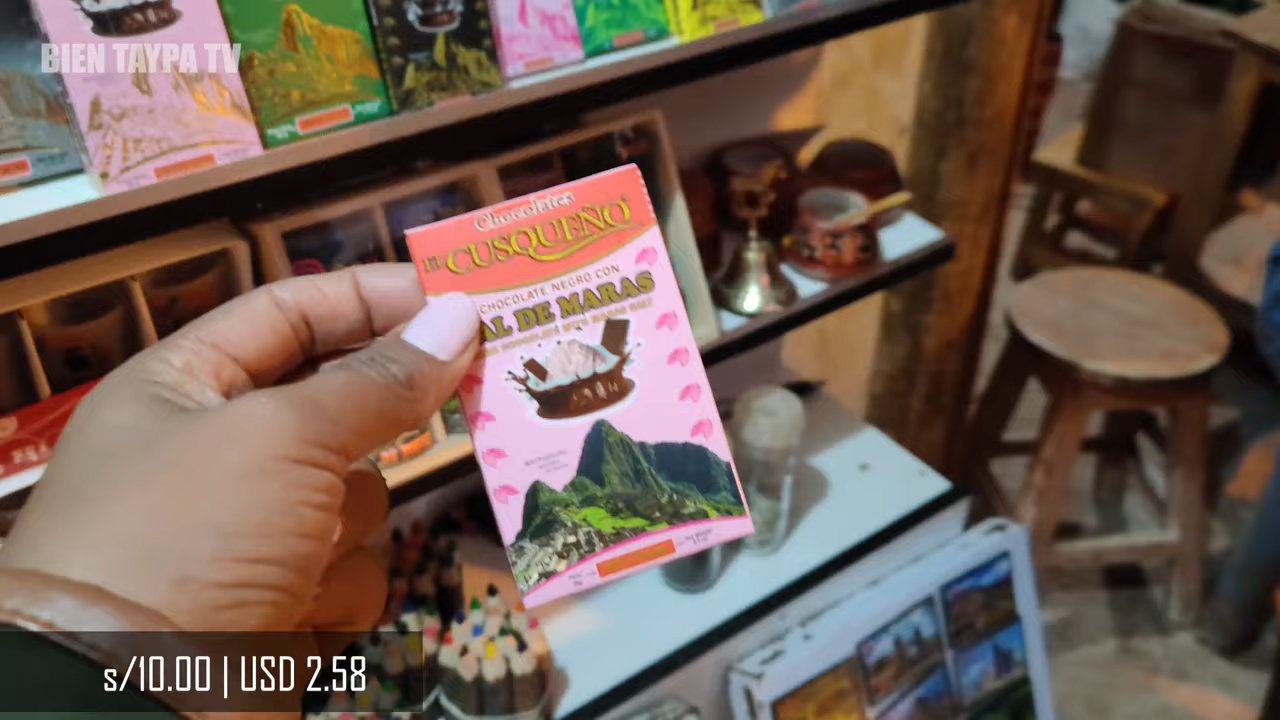 BIEN TAYPA TV
Chocolates
EL CUSQUEÑO
CHOCOLATE NEGRO CON
AL DE MARAS
s/10.00 | USD 2.58